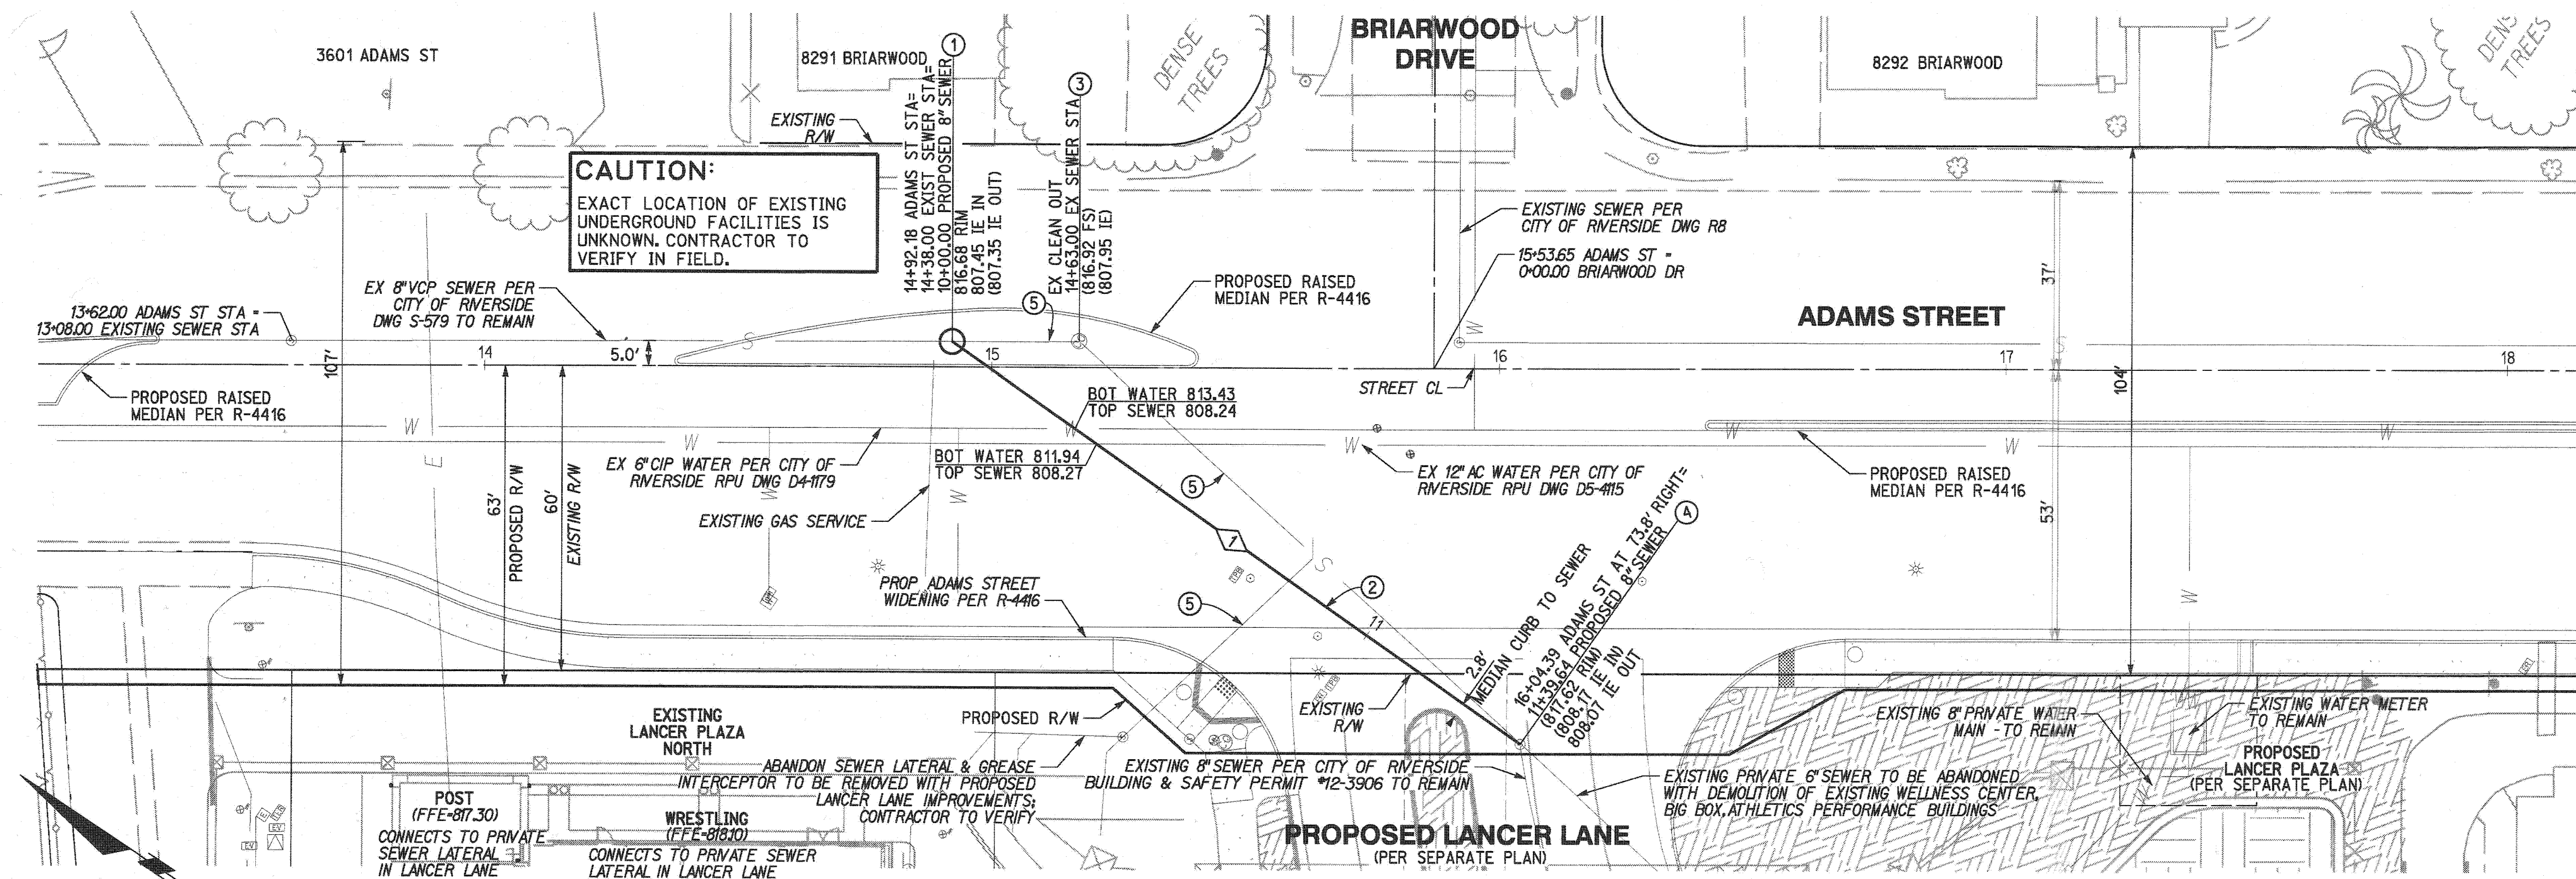 3601 ADAMS ST
8291 BRIARWOOD
BRIARWOOD
DRIVE
8292 BRIARWOOD
DENSE
TREES
DENS
TREES
1
3
EXISTING
R/W
CAUTION:
EXACT LOCATION OF EXISTING
UNDERGROUND FACILITIES IS
UNKNOWN. CONTRACTOR TO
VERIFY IN FIELD.
14+92.18 ADAMS ST STA=
14+38.00 EXIST SEWER STA=
10+00.00 PROPOSED 8" SEWER
816.68 RIM
807.45 IE IN
(807.35 IE OUT)
EX CLEAN OUT
14+63.00 EX SEWER STA
(816.92 FS)
(807.95 IE)
5
EXISTING SEWER PER
CITY OF RIVERSIDE DWG R8
15+53.65 ADAMS ST =
0+00.00 BRIARWOOD DR
PROPOSED RAISED
MEDIAN PER R-4416
ADAMS STREET
37'
104'
53'
EX 8" VCP SEWER PER
CITY OF RIVERSIDE
DWG S-579 TO REMAIN
13+62.00 ADAMS ST STA =
13+08.00 EXISTING SEWER STA
107'
14
5.0'
S
15
16
17
18
S
W
PROPOSED RAISED
MEDIAN PER R-4416
STREET CL
BOT WATER 813.43
TOP SEWER 808.24
W
W
W
W
W
W
W
E
63'
PROPOSED R/W
60'
EXISTING R/W
EX 6" CIP WATER PER CITY OF
RIVERSIDE RPU DWG D4-1179
BOT WATER 811.94
TOP SEWER 808.27
EX 12" AC WATER PER CITY OF
RIVERSIDE RPU DWG D5-4115
PROPOSED RAISED
MEDIAN PER R-4416
W
W
5
EXISTING GAS SERVICE
1
4
S
W
PROP ADAMS STREET
WIDENING PER R-4416
5
2
11
2.8'
MEDIAN CURB TO SEWER
16+04.39 ADAMS ST AT 73.8' RIGHT=
11+39.64 PROPOSED 8" SEWER
(817.62 RIM)
(808.17 IE IN)
808.07 IE OUT
EXISTING
LANCER PLAZA
NORTH
PROPOSED R/W
EXISTING
R/W
EXISTING 8" PRIVATE WATER
MAIN - TO REMAIN
W
EXISTING WATER METER
TO REMAIN
PROPOSED
LANCER PLAZA
(PER SEPARATE PLAN)
ABANDON SEWER LATERAL & GREASE
INTERCEPTOR TO BE REMOVED WITH PROPOSED
LANCER LANE IMPROVEMENTS;
CONTRACTOR TO VERIFY
EXISTING 8" SEWER PER CITY OF RIVERSIDE
BUILDING & SAFETY PERMIT #12-3906 TO REMAIN
EXISTING PRIVATE 6" SEWER TO BE ABANDONED
WITH DEMOLITION OF EXISTING WELLNESS CENTER,
BIG BOX, ATHLETICS PERFORMANCE BUILDINGS
POST
(FFE=817.30)
CONNECTS TO PRIVATE
SEWER LATERAL
IN LANCER LANE
WRESTLING
(FFE=818.10)
CONNECTS TO PRIVATE SEWER
LATERAL IN LANCER LANE
PROPOSED LANCER LANE
(PER SEPARATE PLAN)